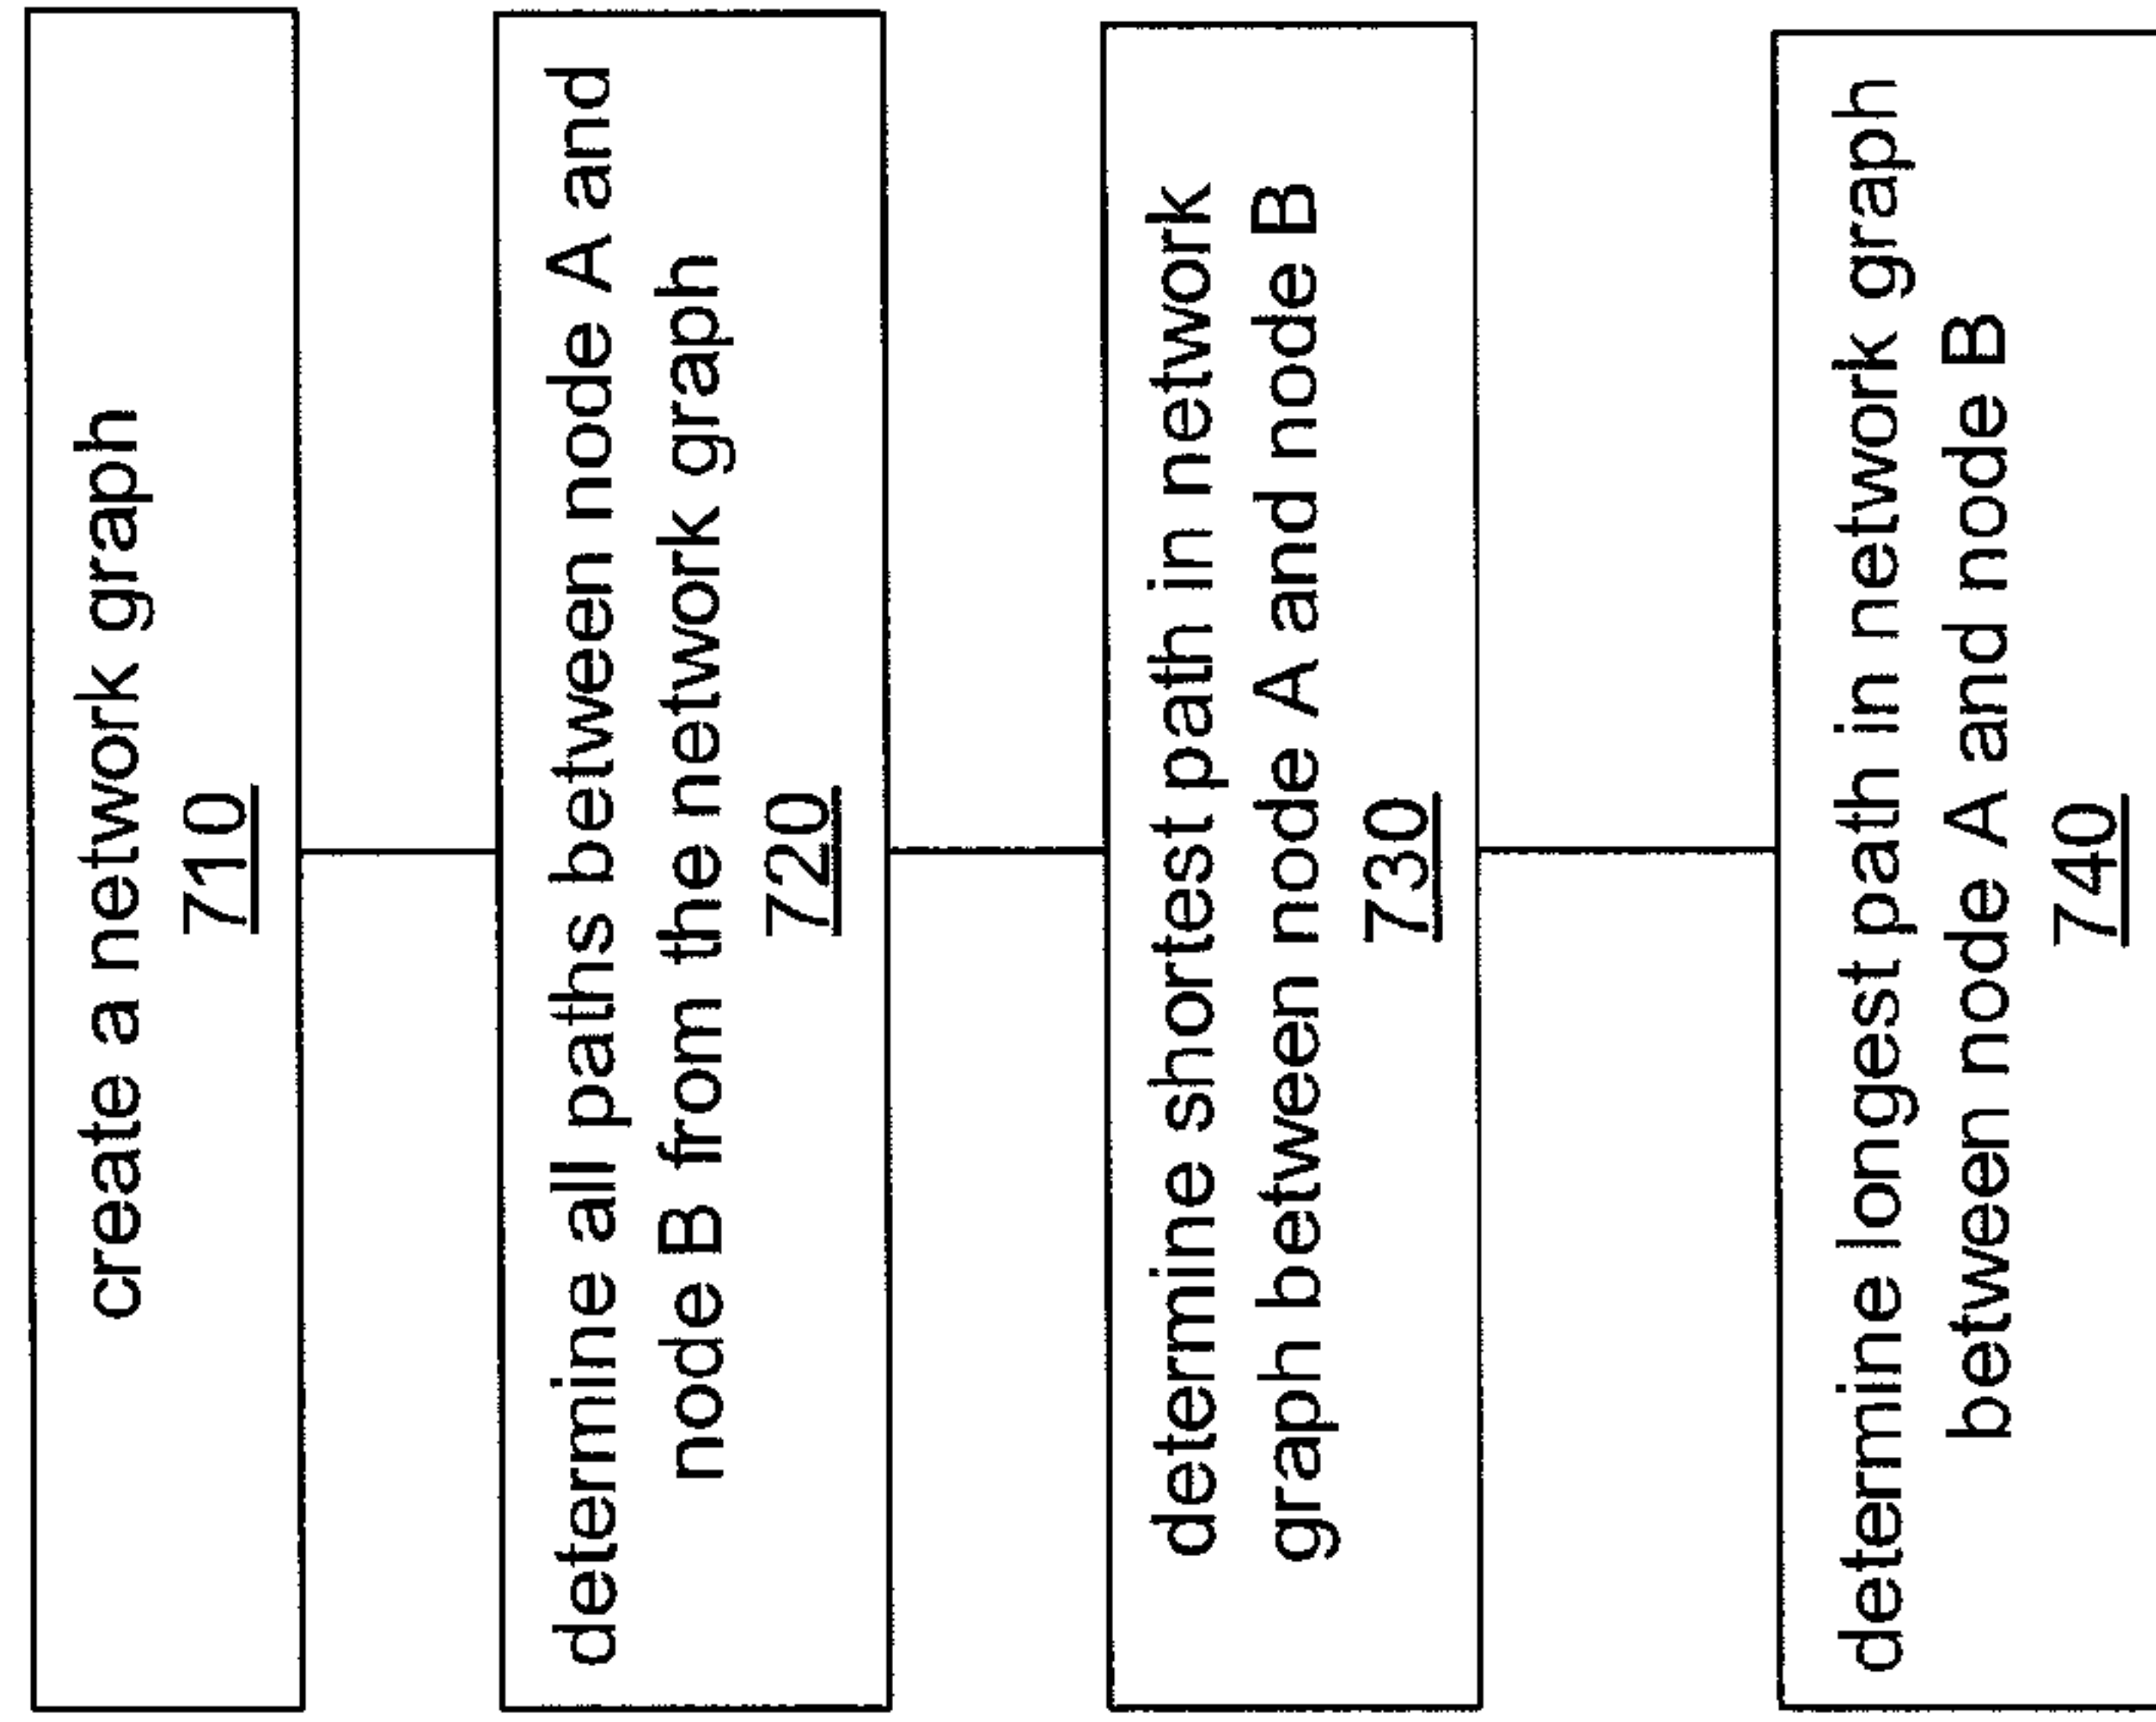 create a network graph
710
determine all paths between node A and
node B from the network graph
720
determine shortest path in network
graph between node A and node B
730
determine longest path in network graph
between node A and node B
740